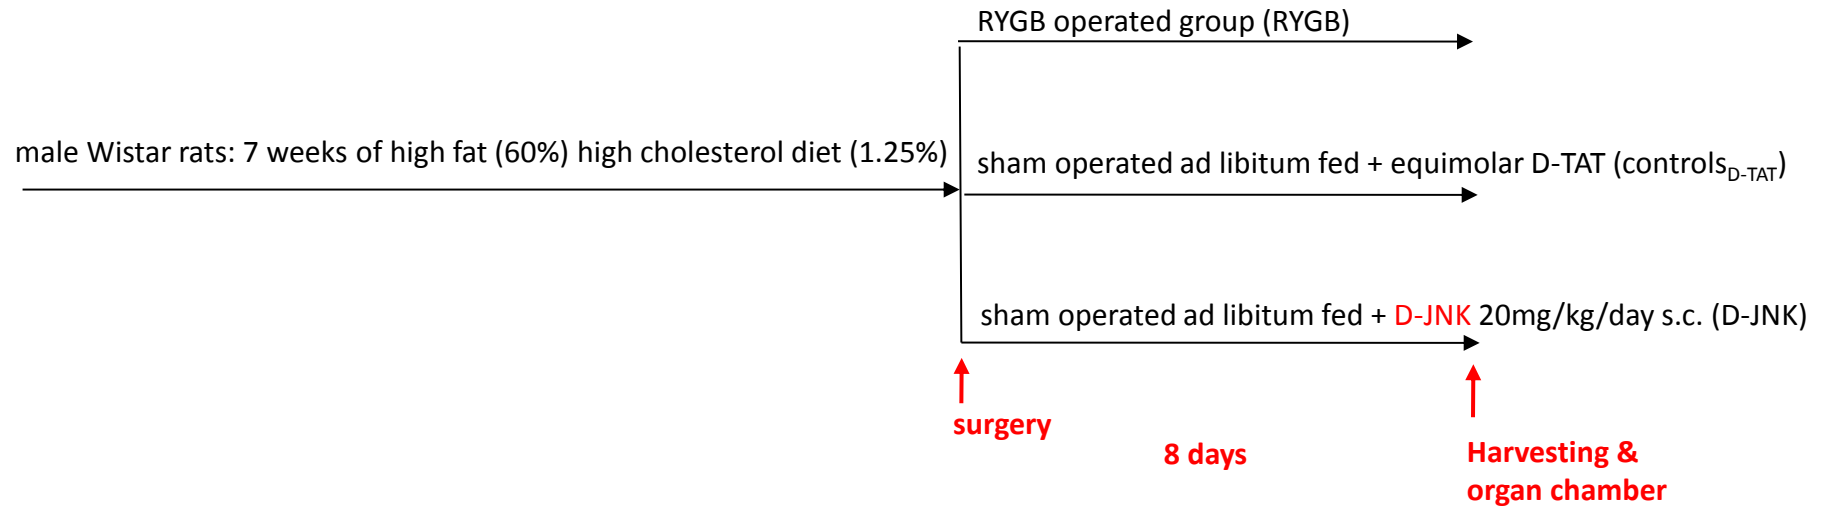 RYGB operated group (RYGB)
male Wistar rats: 7 weeks of high fat (60%) high cholesterol diet (1.25%)
sham operated ad libitum fed + equimolar D-TAT (controlsD-TAT)
sham operated ad libitum fed + D-JNK 20mg/kg/day s.c. (D-JNK)
surgery
8 days
Harvesting &
organ chamber